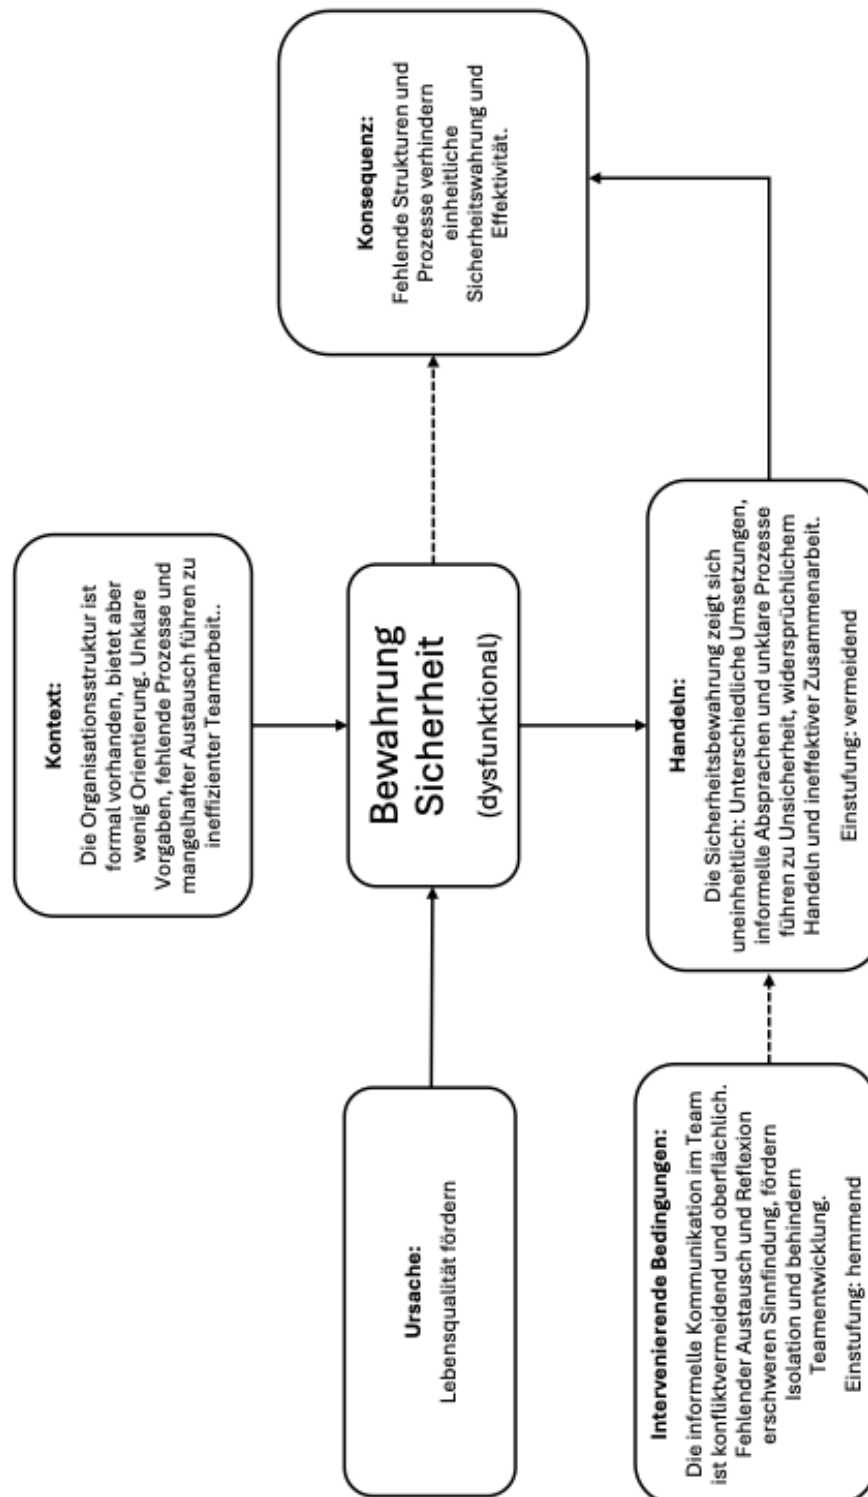 Kontext:
Die Organisationsstruktur ist
formal vorhanden, bietet aber
wenig Orientierung. Unklare
Vorgaben, fehlende Prozesse und
mangelhafter Austausch führen zu
ineffizienter Teamarbeit..
Ursache:
Lebensqualität fördern
Bewahrung
Sicherheit
(dysfunktional)
Konsequenz:
Fehlende Strukturen und
Prozesse verhindern
einheitliche
Sicherheitswahrung und
Effektivität.
Intervenierende Bedingungen:
Die informelle Kommunikation im Team
ist konfliktvermeidend und oberflächlich.
Fehlender Austausch und Reflexion
erschweren Sinnfindung, fördern
Isolation und behindern
Teamentwicklung.
Einstufung: hemmend
Handeln:
Die Sicherheitsbewahrung zeigt sich
uneinheitlich: Unterschiedliche Umsetzungen,
informelle Absprachen und unklare Prozesse
führen zu Unsicherheit, widersprüchlichem
Handeln und ineffektiver Zusammenarbeit.
Einstufung: vermeidend